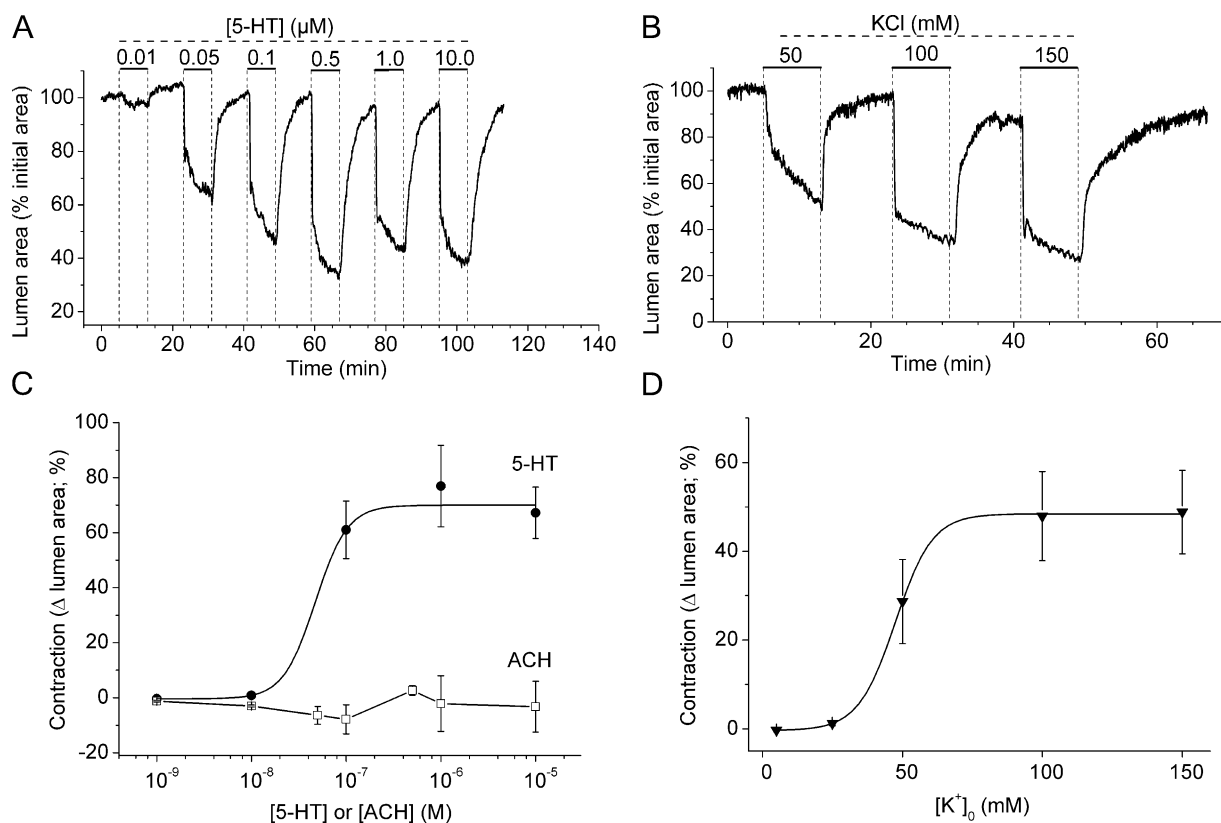 A
[5-HT] (µM)
0.01 0.05 0.1 0.5 1.0 10.0
Lumen area (% initial area)
100
80
60
40
20
0 20 40 60 80 100 120 140
Time (min)
B
KCl (mM)
50 100 150
Lumen area (% initial area)
100
80
60
40
20
0
0 20 40 60
Time (min)
C
Contraction (Δ lumen area; %)
100
80
60
40
20
0
-20
5-HT
ACH
10⁻⁹ 10⁻⁸ 10⁻⁷ 10⁻⁶ 10⁻⁵
[5-HT] or [ACH] (M)
D
Contraction (Δ lumen area; %)
60
40
20
0
0 50 100 150
[K⁺]₀ (mM)